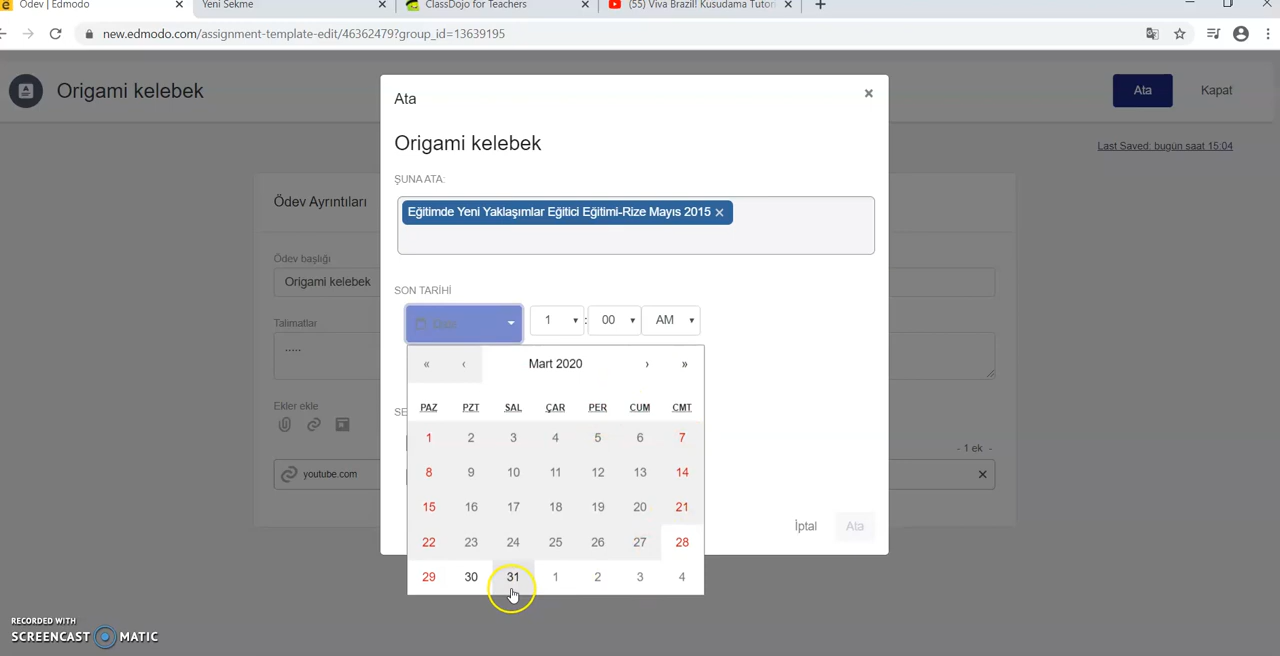 Ödev | Edmodo
Yeni Sekme
ClassDojo for Teachers
(55) Viva Brazil! Kusudama Tutori
new.edmodo.com/assignment-template-edit/46362479?group_id=13639195
Origami kelebek
Ata
Kapat
Last Saved: bugün saat 15:04
Ödev Ayrıntıları
Ödev başlığı
Origami kelebek
Talimatlar
.....
Ekler ekle
- 1 ek -
youtube.com
Ata
Origami kelebek
ŞUNA ATA:
Eğitimde Yeni Yaklaşımlar Eğitici Eğitimi-Rize Mayıs 2015
SON TARİHİ
1 : 00 AM
« ‹ Mart 2020 › »
PAZ PZT SAL ÇAR PER CUM CMT
1 2 3 4 5 6 7
8 9 10 11 12 13 14
15 16 17 18 19 20 21
22 23 24 25 26 27 28
29 30 31 1 2 3 4
SE
İptal
Ata
RECORDED WITH
SCREENCAST MATIC